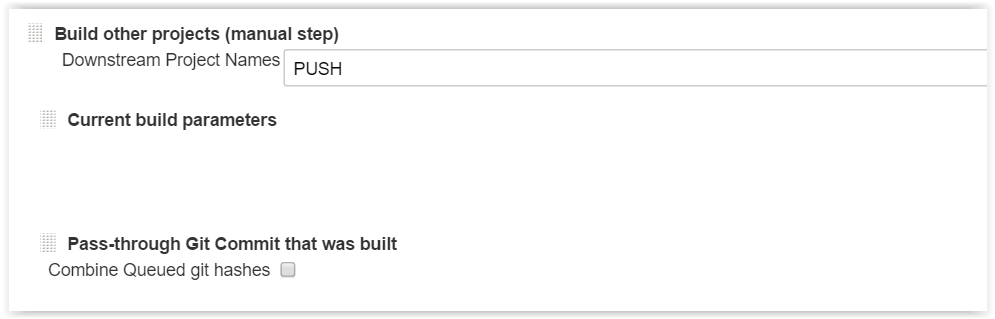 Build other projects (manual step)
Downstream Project Names PUSH
Current build parameters
Pass-through Git Commit that was built
Combine Queued git hashes